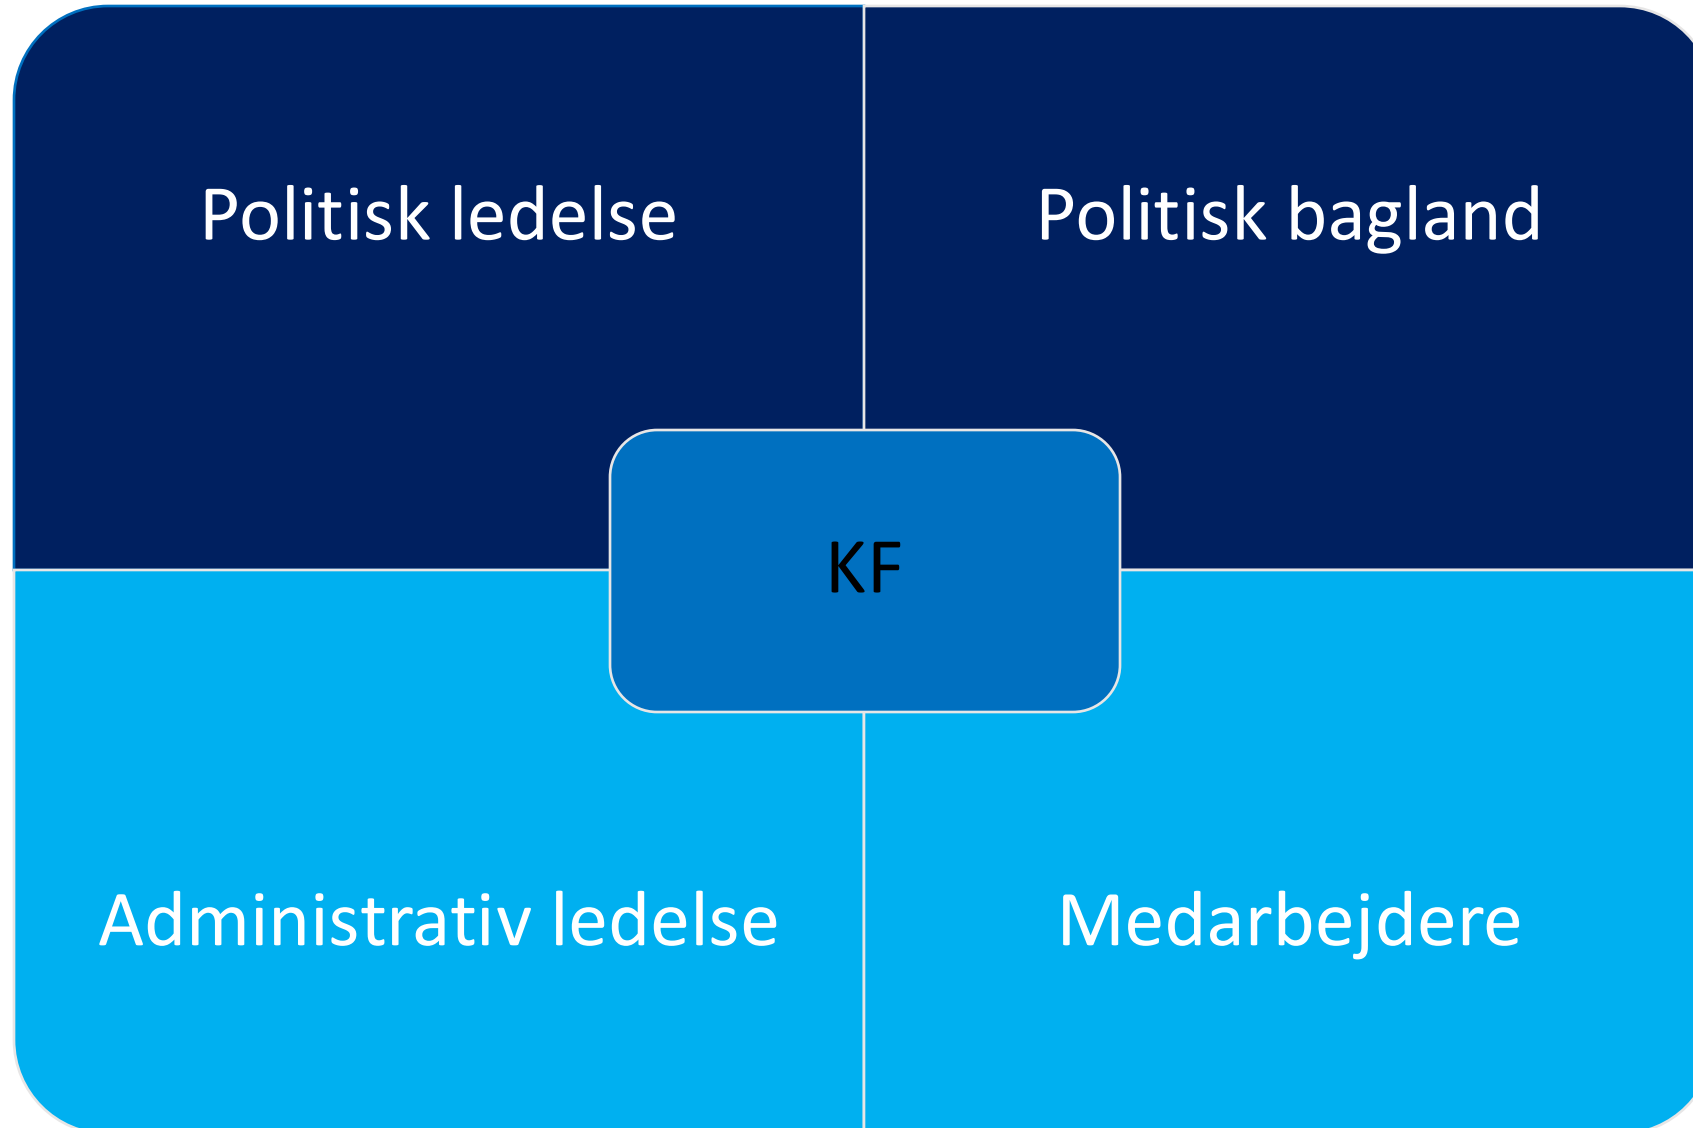 Politisk ledelse
Politisk bagland
KF
Administrativ ledelse
Medarbejdere